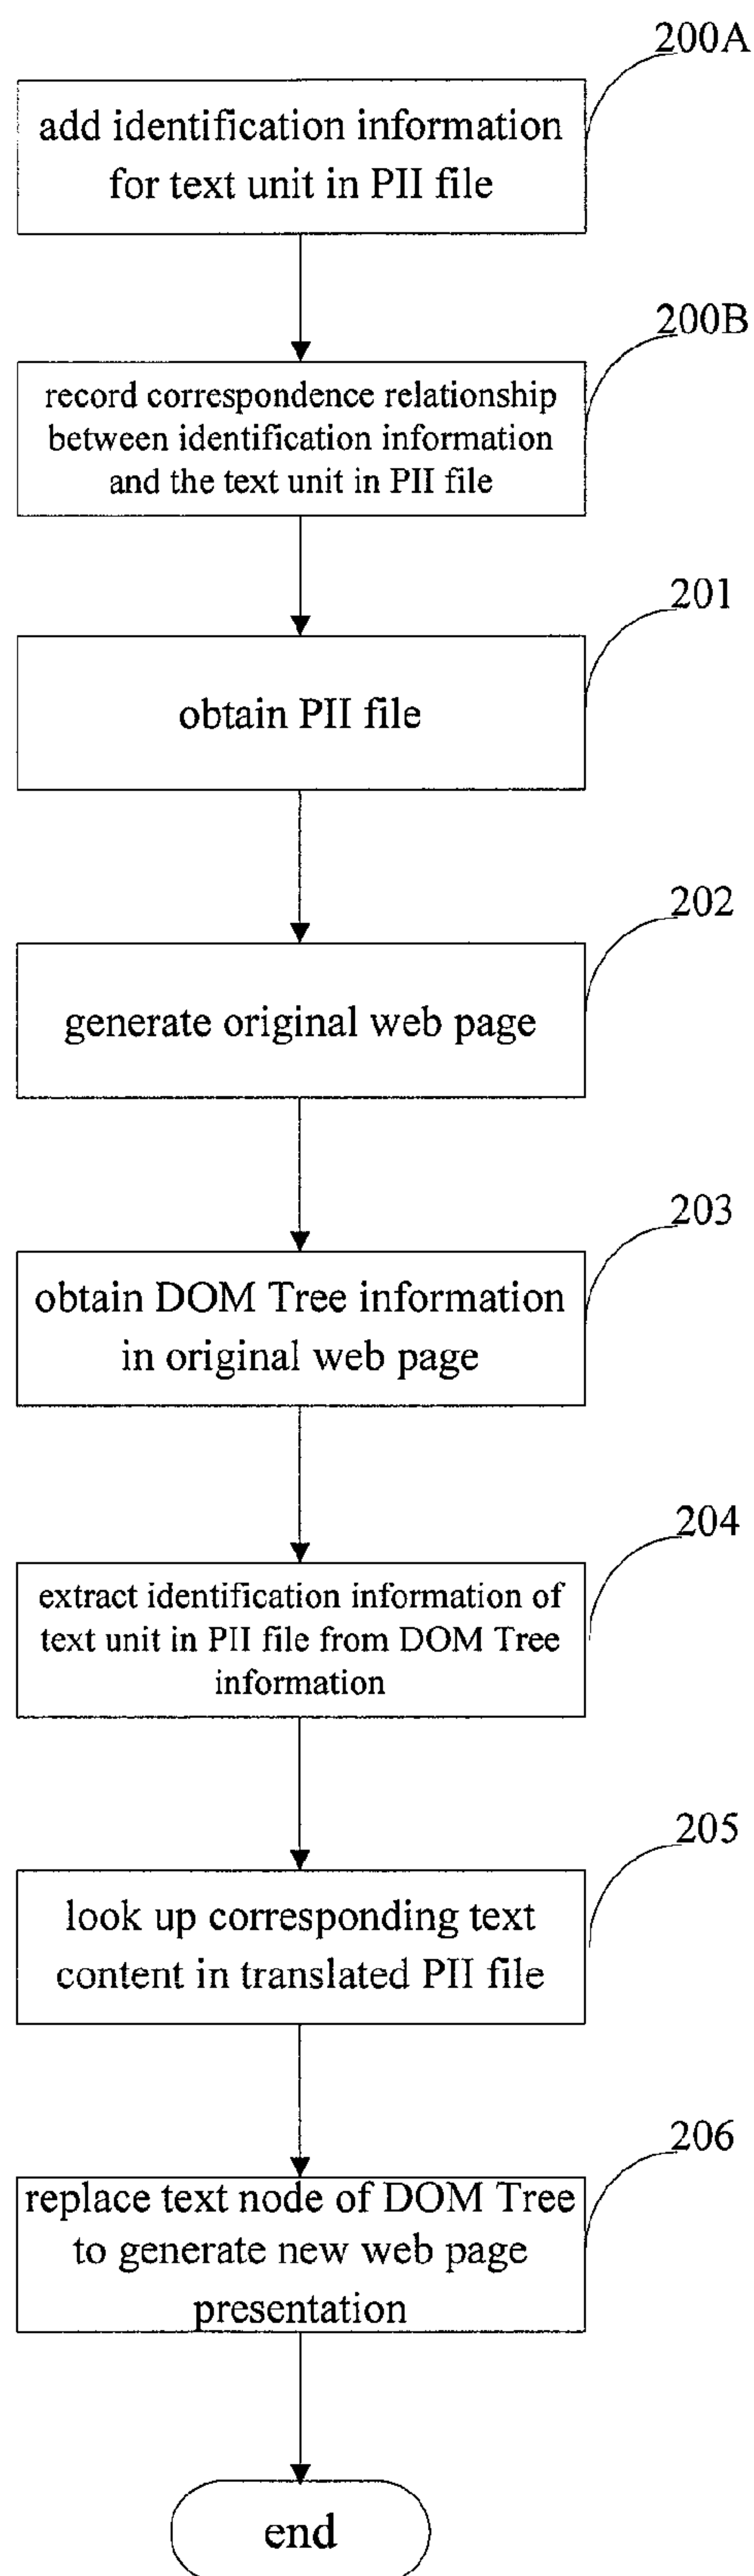 200A
add identification information
for text unit in PII file
200B
record correspondence relationship
between identification information
and the text unit in PII file
201
obtain PII file
202
generate original web page
203
obtain DOM Tree information
in original web page
204
extract identification information of
text unit in PII file from DOM Tree
information
205
look up corresponding text
content in translated PII file
206
replace text node of DOM Tree
to generate new web page
presentation
end